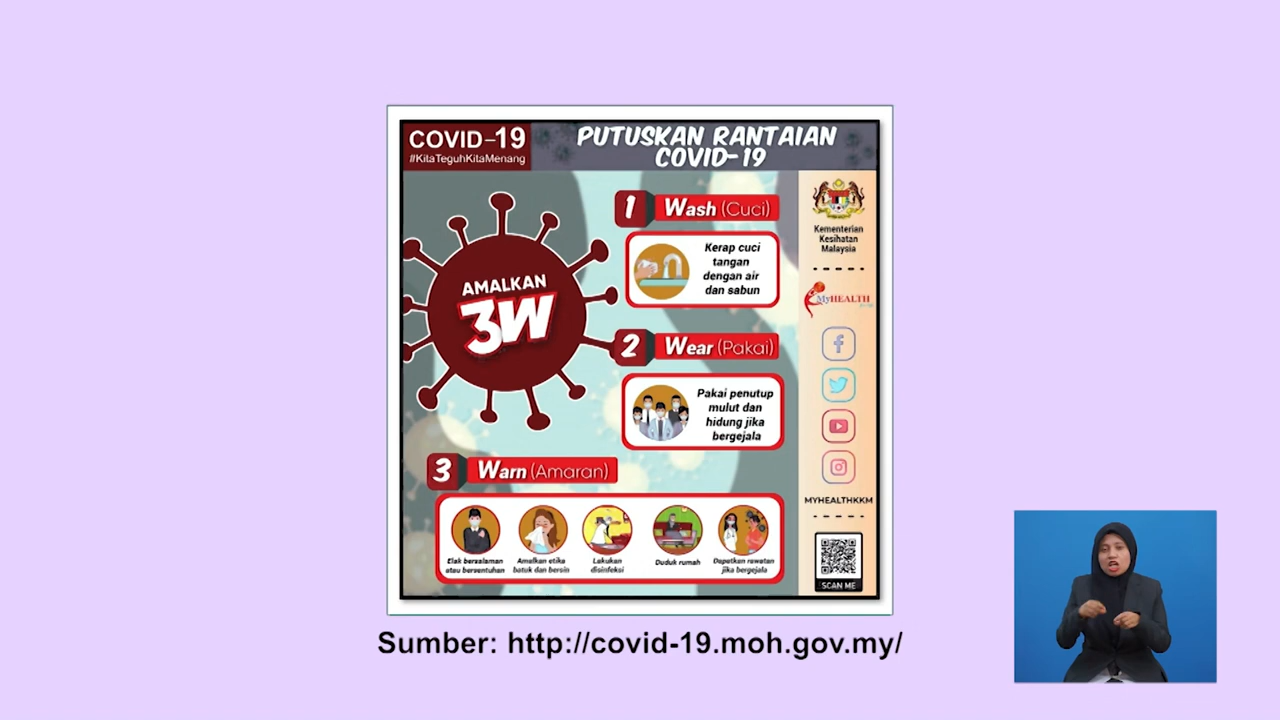 COVID-19
#KitaTeguhKitaMenang
PUTUSKAN RANTAIAN
COVID-19
AMALKAN
3W
1 Wash (Cuci)
Kerap cuci
tangan
dengan air
dan sabun
2 Wear (Pakai)
Pakai penutup
mulut dan
hidung jika
bergejala
3 Warn (Amaran)
Elak bersalaman
atau bersentuhan
Amalkan etika
batuk dan bersin
Lakukan
disinfeksi
Duduk rumah
Dapatkan rawatan
jika bergejala
Kementerian
Kesihatan
Malaysia
MyHEALTH
MYHEALTHKKM
SCAN ME
Sumber: http://covid-19.moh.gov.my/